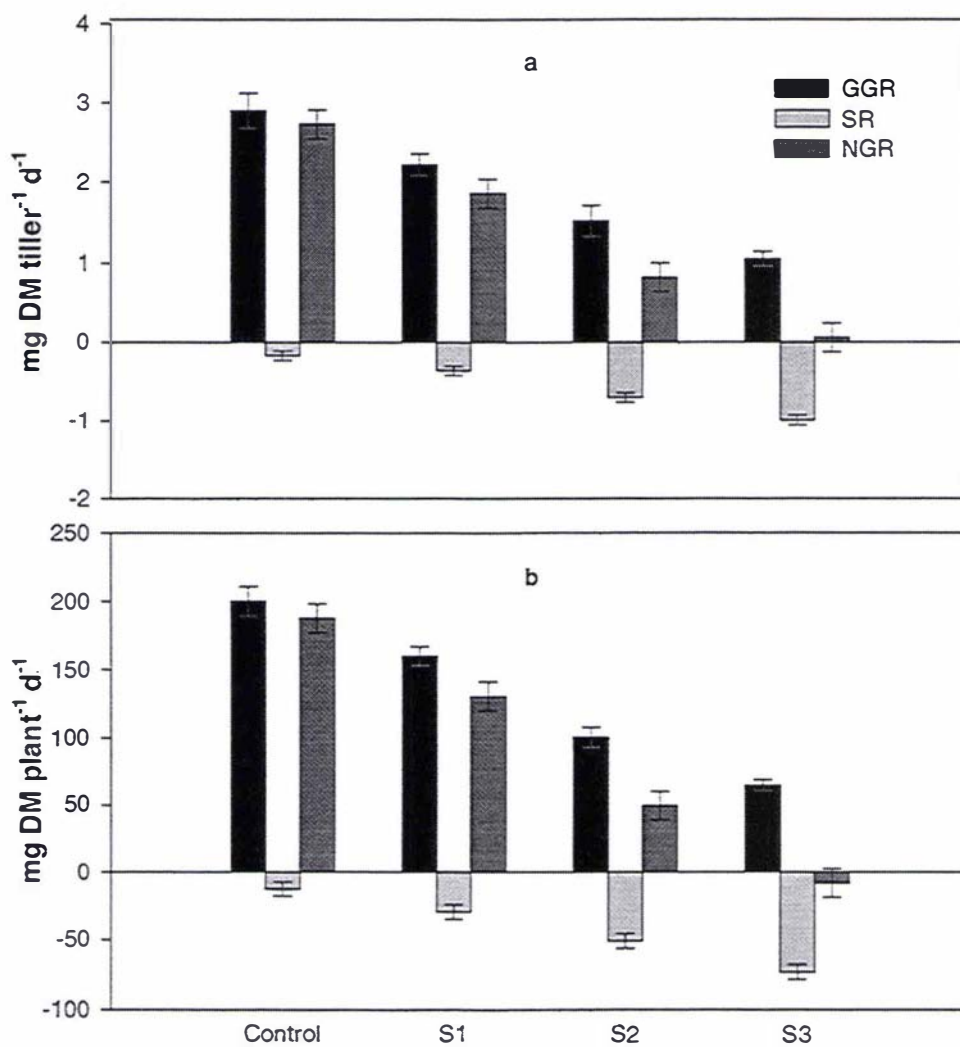 a
GGR
SR
NGR
4
3
2
1
0
-1
-2
mg DM tiller⁻¹ d⁻¹
b
250
200
150
100
50
0
-50
-100
mg DM plant⁻¹ d⁻¹
Control S1 S2 S3